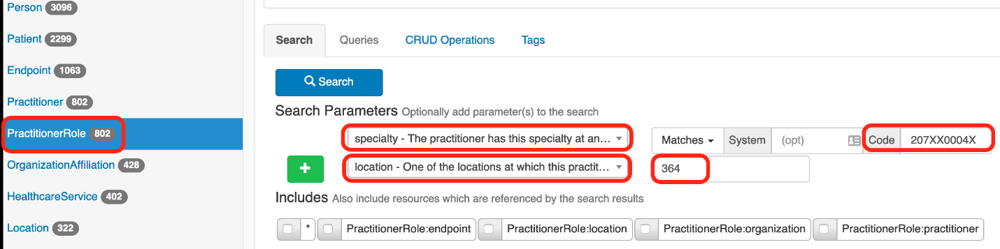 Person 3096
Patient 2299
Endpoint 1063
Practitioner 802
PractitionerRole 802
OrganizationAffiliation 428
HealthcareService 402
Location 322
Search Queries CRUD Operations Tags
Search
Search Parameters Optionally add parameter(s) to the search
specialty - The practitioner has this specialty at an... Matches System (opt) Code 207XX0004X
+ location - One of the locations at which this practit... 364
Includes Also include resources which are referenced by the search results
* PractitionerRole:endpoint PractitionerRole:location PractitionerRole:organization PractitionerRole:practitioner